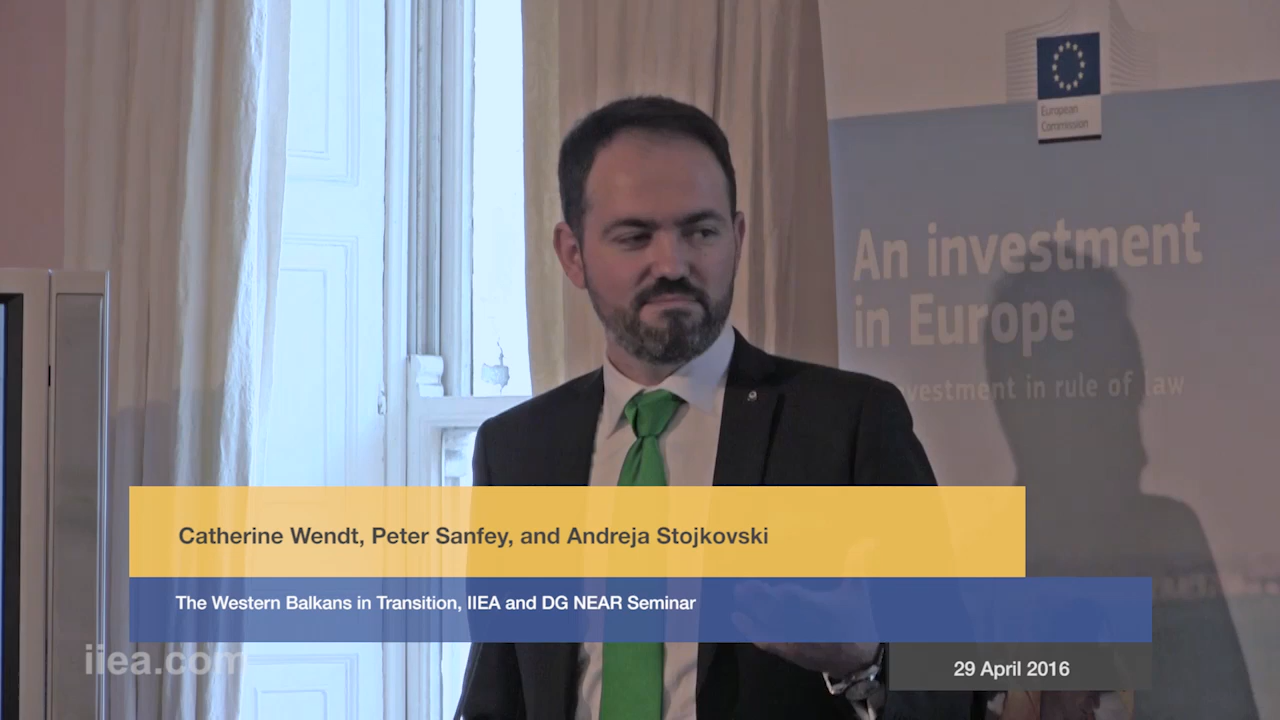 European
Commission
An investment
in Europe
investment in rule of law
Catherine Wendt, Peter Sanfey, and Andreja Stojkovski
The Western Balkans in Transition, IIEA and DG NEAR Seminar
iiea.com
29 April 2016